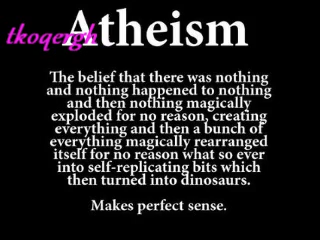 tkoqergh
Atheism
The belief that there was nothing
and nothing happened to nothing
and then nothing magically
exploded for no reason, creating
everything and then a bunch of
everything magically rearranged
itself for no reason what so ever
into self-replicating bits which
then turned into dinosaurs.
Makes perfect sense.